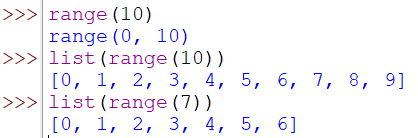 >>> range(10)
range(0, 10)
>>> list(range(10))
[0, 1, 2, 3, 4, 5, 6, 7, 8, 9]
>>> list(range(7))
[0, 1, 2, 3, 4, 5, 6]